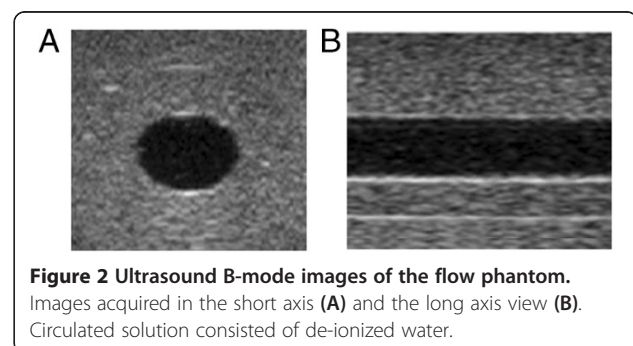 A
B
Figure 2 Ultrasound B-mode images of the flow phantom.
Images acquired in the short axis (A) and the long axis view (B).
Circulated solution consisted of de-ionized water.